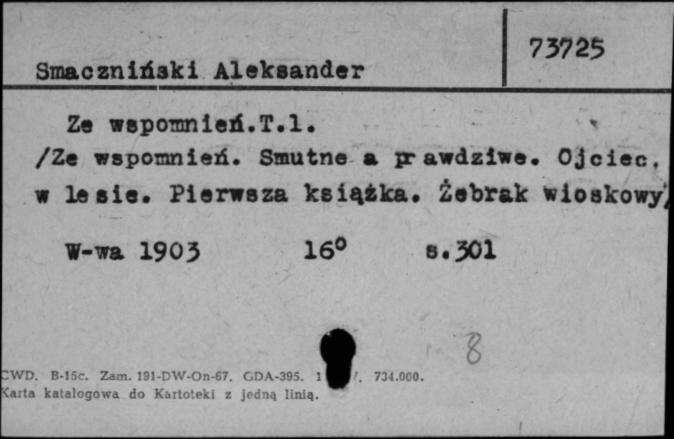 73725
Smaczniński Aleksander
Ze wspomnień.T.1.
/Ze wspomnień. Smutne a prawdziwe. Ojciec.
w lesie. Pierwsza książka. Żebrak wioskowy/
W-wa 1903 16° s.301
8
CWD. B-15c. Zam. 191-DW-On-67. GDA-395. 734.000.
Karta katalogowa do Kartoteki z jedną linią.